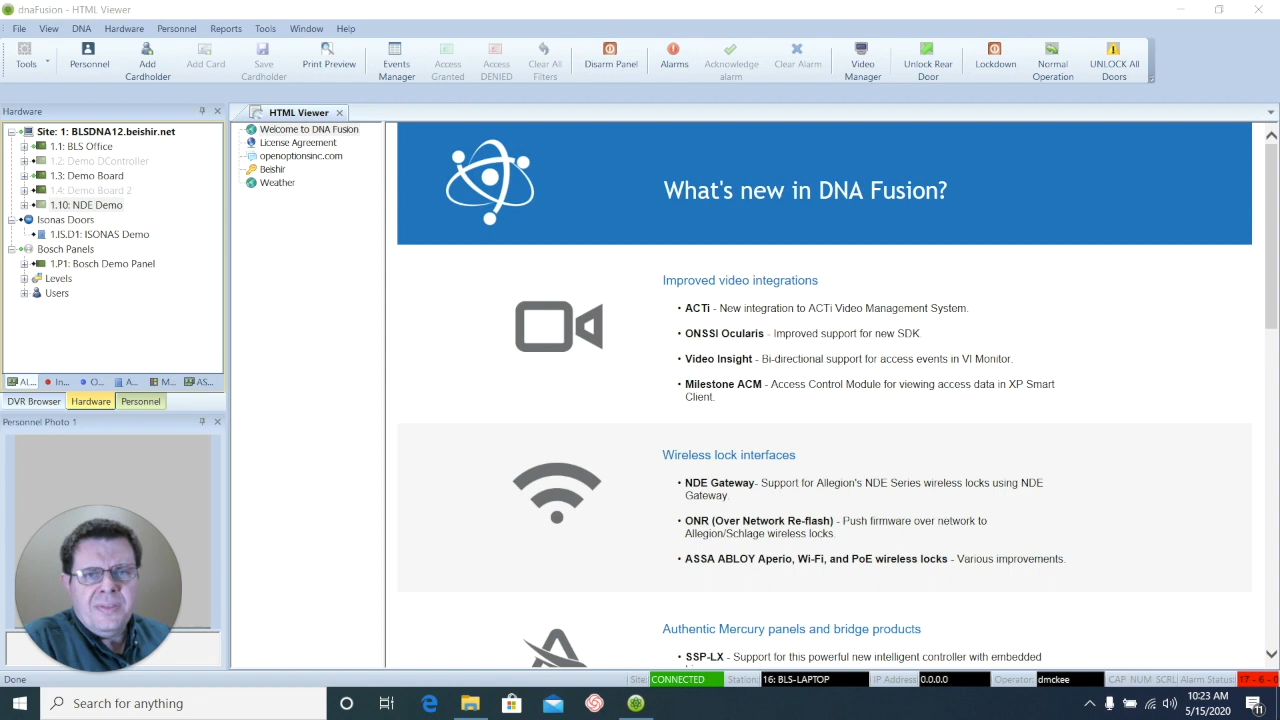 dnaFusion - HTML Viewer
File View DNA Hardware Personnel Reports Tools Window Help
Tools
Personnel
Add Cardholder
Add Card
Save Cardholder
Print Preview
Events Manager
Access Granted
Access DENIED
Clear All Filters
Disarm Panel
Alarms
Acknowledge alarm
Clear Alarm
Video Manager
Unlock Rear Door
Lockdown
Normal Operation
UNLOCK All Doors
Hardware
Site: 1: BLSDNA12.beishir.net
1.1: BLS Office
1.2: Demo DController
1.3: Demo Board
1.4: Demo Board 2
1.10: NDE Demo
Isonas Doors
1.IS.D1: ISONAS Demo
Bosch Panels
1.P1: Bosch Demo Panel
Levels
Users
AI... In... O... A... M... AS...
DVR Browser Hardware Personnel
Personnel Photo 1
HTML Viewer
Welcome to DNA Fusion
License Agreement
openoptionsinc.com
Beishir
Weather
What's new in DNA Fusion?
Improved video integrations
• ACTi - New integration to ACTi Video Management System.
• ONSSI Ocularis - Improved support for new SDK.
• Video Insight - Bi-directional support for access events in VI Monitor.
• Milestone ACM - Access Control Module for viewing access data in XP Smart
Client.
Wireless lock interfaces
• NDE Gateway- Support for Allegion's NDE Series wireless locks using NDE
Gateway.
• ONR (Over Network Re-flash) - Push firmware over network to
Allegion/Schlage wireless locks.
• ASSA ABLOY Aperio, Wi-Fi, and PoE wireless locks - Various improvements.
Authentic Mercury panels and bridge products
• SSP-LX - Support for this powerful new intelligent controller with embedded
Done
Site: CONNECTED Station: 16: BLS-LAPTOP IP Address: 0.0.0.0 Operator: dmckee CAP NUM SCRL Alarm Status: 17 - 6 - 0
Search for anything
10:23 AM
5/15/2020
11